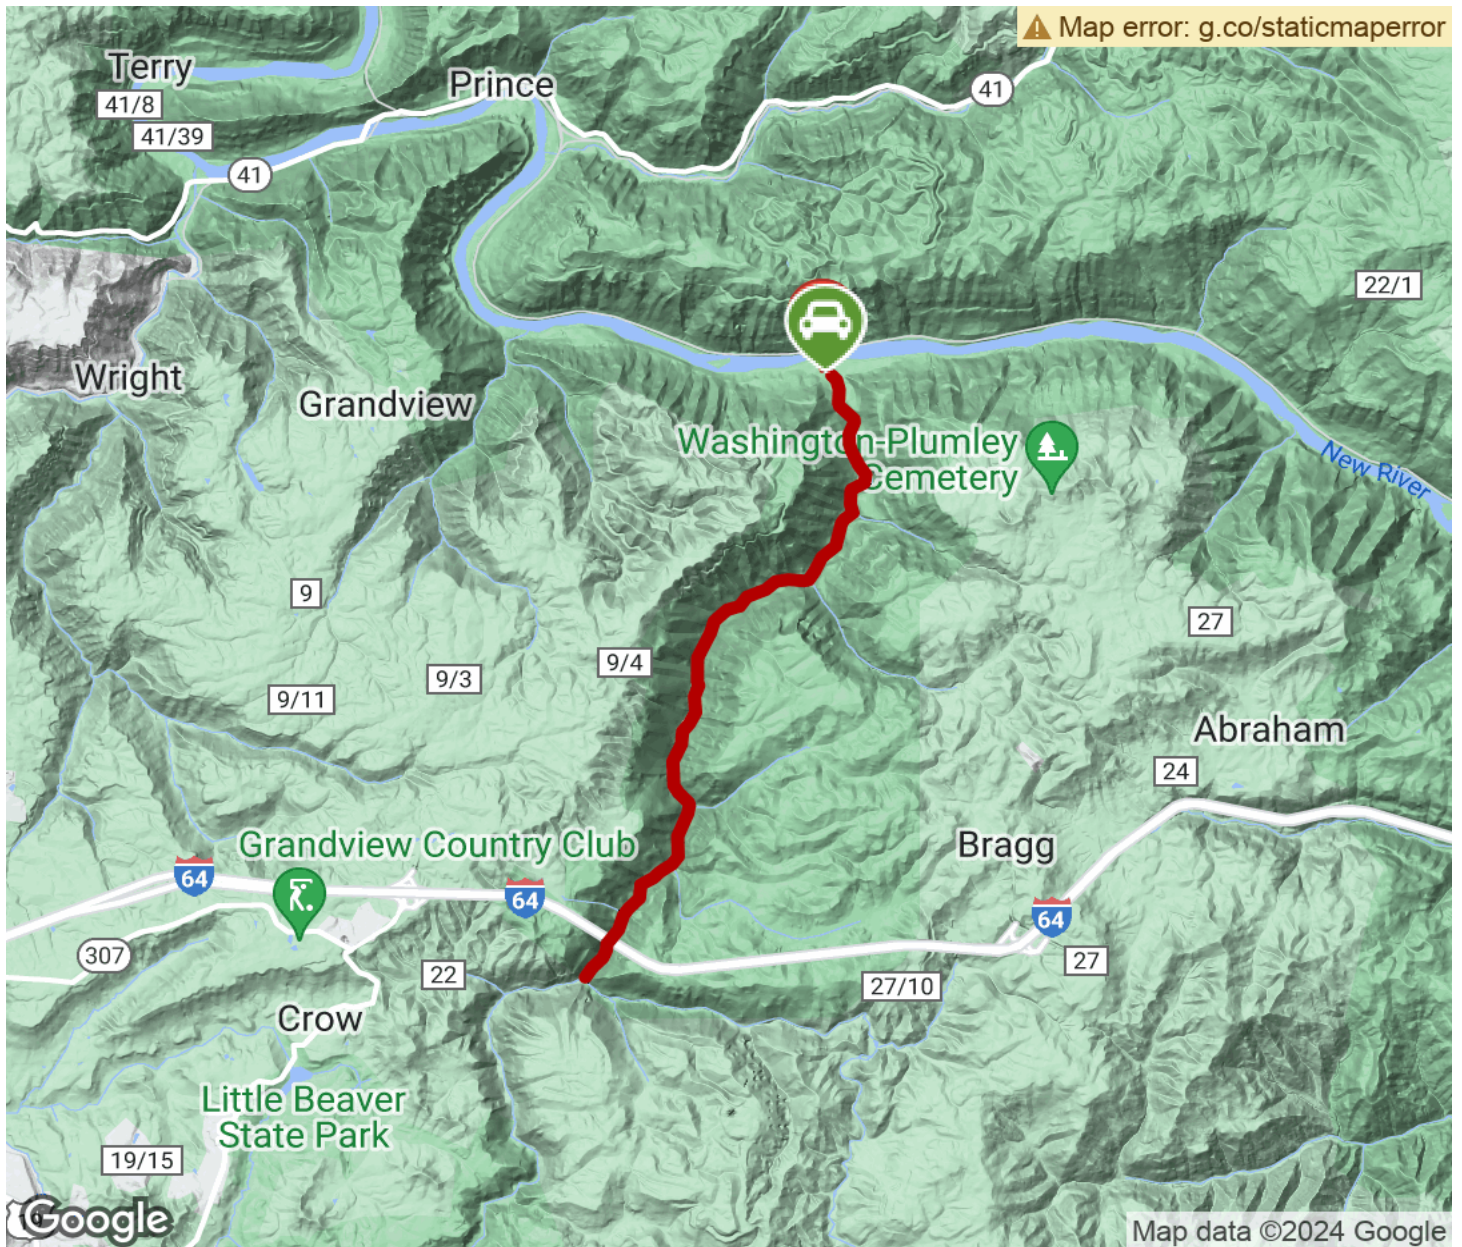 Map error: g.co/staticmaperror
Terry
Prince
41
41/8
41/39
41
22/1
Wright
Grandview
Washington-Plumley
Cemetery
New River
9
27
9/4
9/3
9/11
Abraham
24
Grandview Country Club
Bragg
64
64
64
307
22
27
27/10
Crow
Little Beaver
State Park
19/15
Google
Map data ©2024 Google